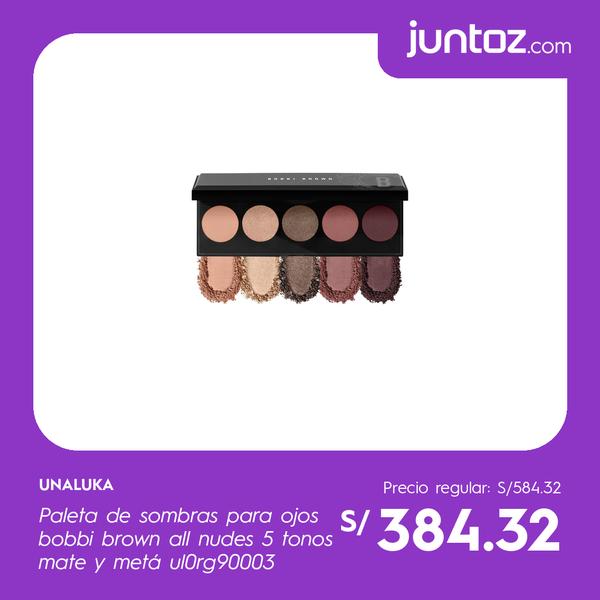 juntoz.com
BOBBI BROWN
UNALUKA
Precio regular: S/584.32
Paleta de sombras para ojos
bobbi brown all nudes 5 tonos
mate y metá ul0rg90003
S/ 384.32